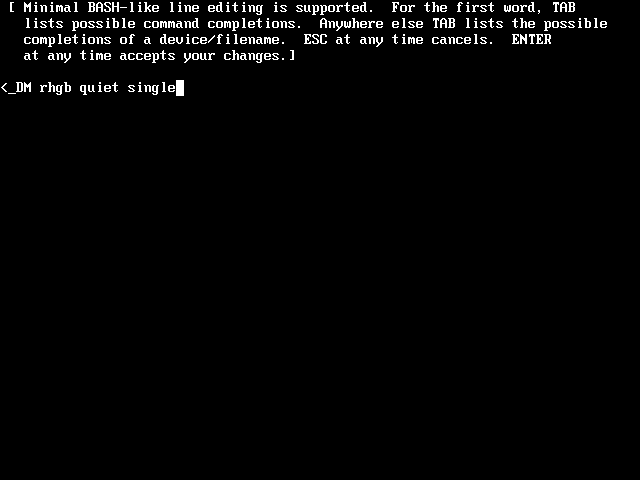 [ Minimal BASH-like line editing is supported.  For the first word, TAB
lists possible command completions.  Anywhere else TAB lists the possible
completions of a device/filename.  ESC at any time cancels.  ENTER
at any time accepts your changes.]
<_DM rhgb quiet single